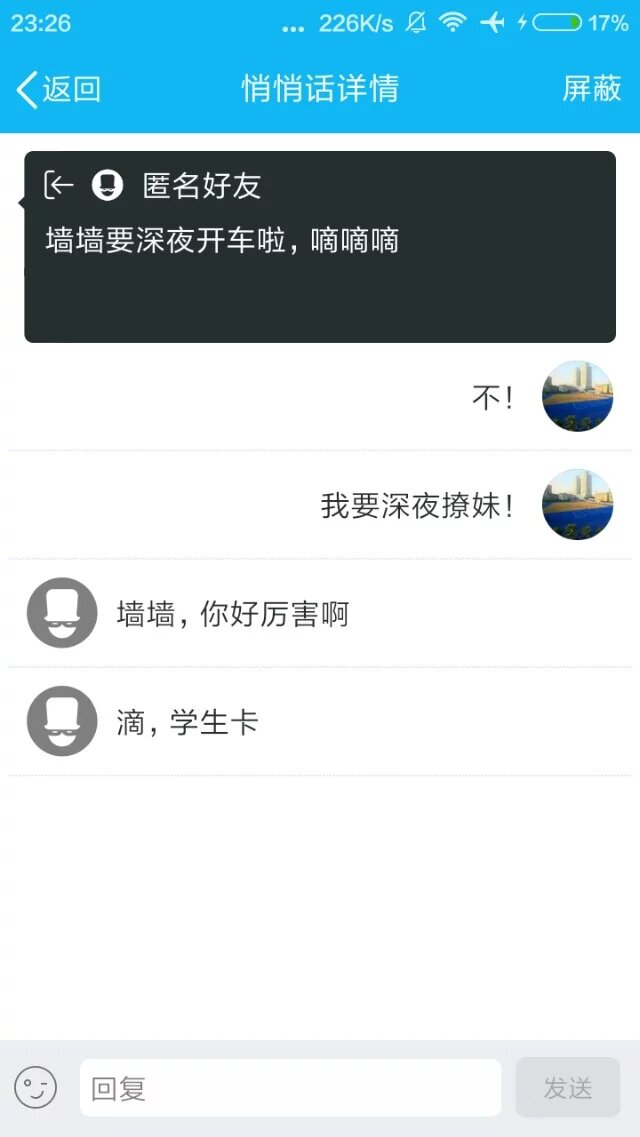 23:26
... 226K/s 17%
返回 悄悄话详情 屏蔽
匿名好友
墙墙要深夜开车啦，嘀嘀嘀
不！
我要深夜撩妹！
墙墙，你好厉害啊
滴，学生卡
回复 发送